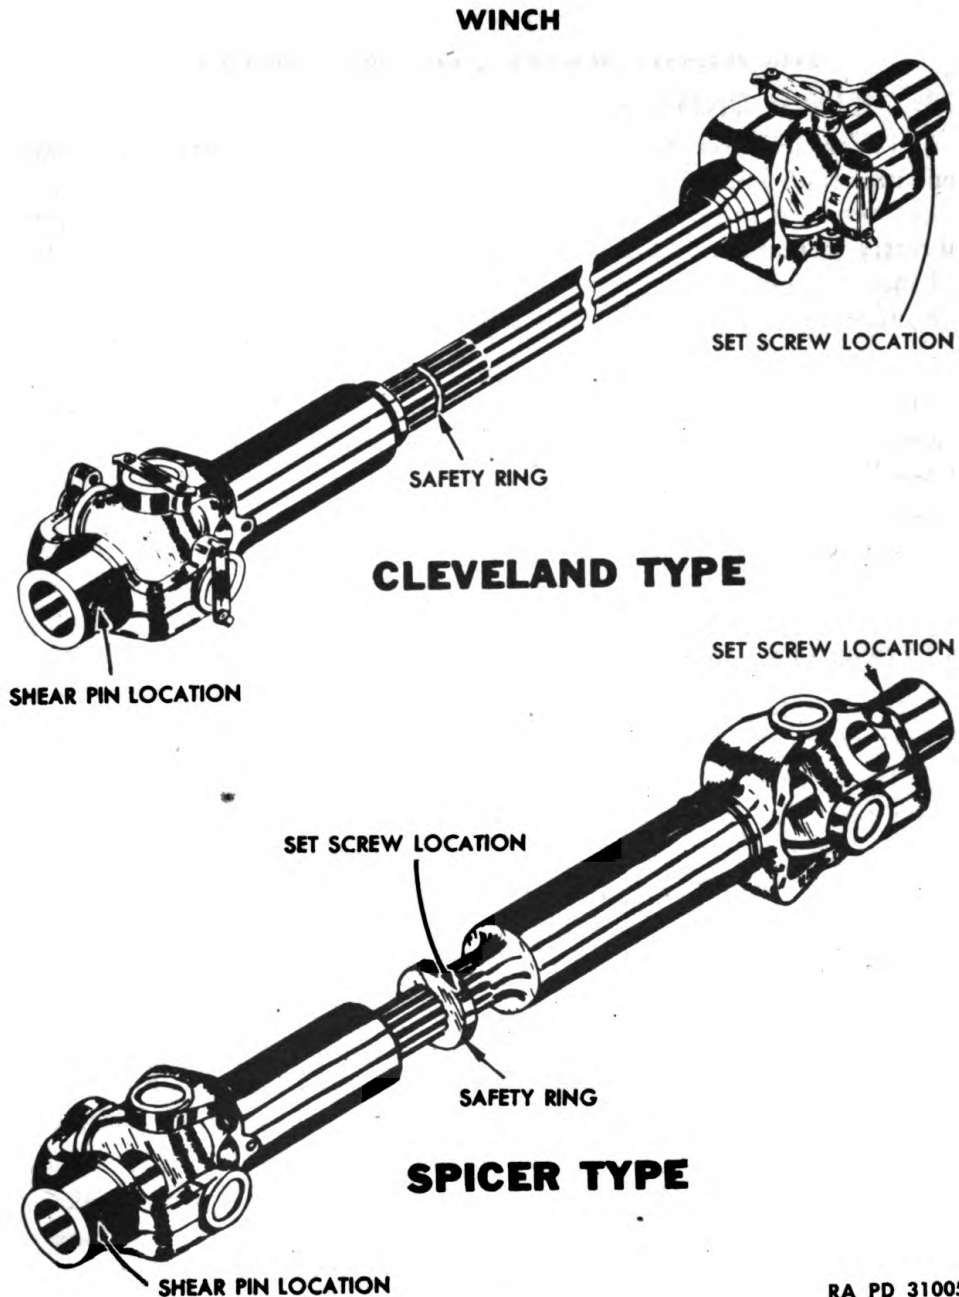 WINCH
SET SCREW LOCATION
SAFETY RING
CLEVELAND TYPE
SHEAR PIN LOCATION
SET SCREW LOCATION
SET SCREW LOCATION
SAFETY RING
SPICER TYPE
SHEAR PIN LOCATION
RA PD 31005